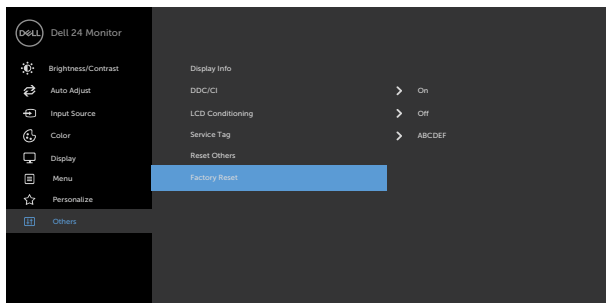 DELL Dell 24 Monitor
Brightness/Contrast
Auto Adjust
Input Source
Color
Display
Menu
Personalize
Others
Display Info
DDC/CI On
LCD Conditioning Off
Service Tag ABCDEF
Reset Others
Factory Reset